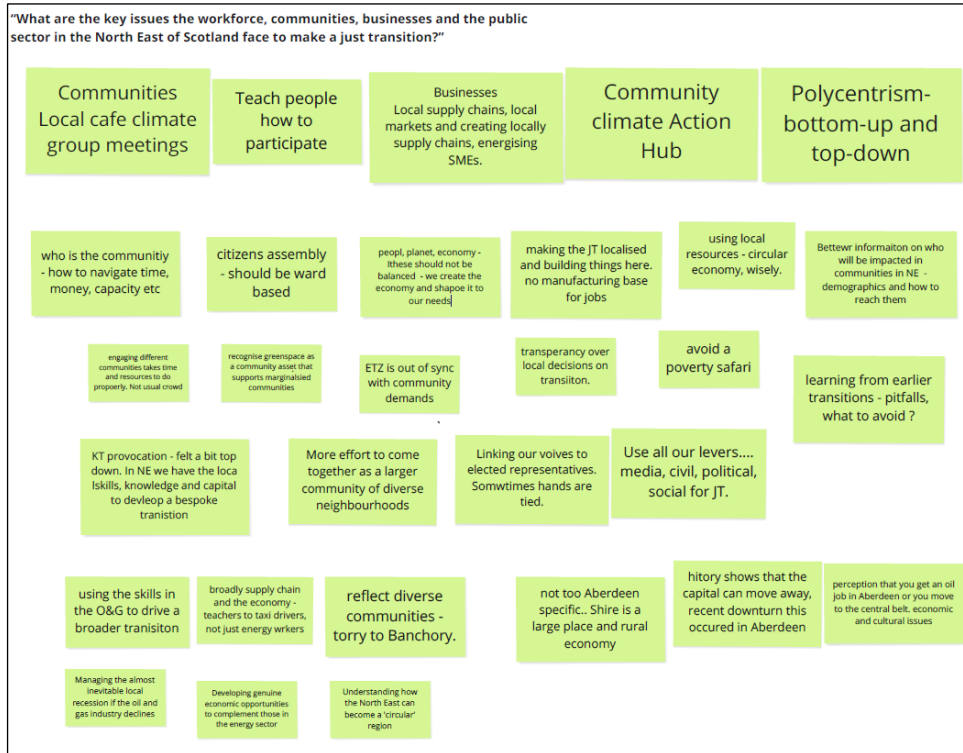 "What are the key issues the workforce, communities, businesses and the public
sector in the North East of Scotland face to make a just transition?"
Communities
Local cafe climate
group meetings
Teach people
how to
participate
Businesses
Local supply chains, local
markets and creating locally
supply chains, energising
SMEs.
Community
climate Action
Hub
Polycentrism-
bottom-up and
top-down
who is the communitiy
- how to navigate time,
money, capacity etc
citizens assembly
- should be ward
based
peopl, planet, economy -
lthese should not be
balanced - we create the
economy and shapoe it to
our needs
making the JT localised
and building things here.
no manufacturing base
for jobs
using local
resources - circular
economy, wisely.
Bettewr informaiton on who
will be impacted in
communities in NE -
demographics and how to
reach them
engaging different
communities takes time
and resources to do
propoerly. Not usual crowd
recognise greenspace as
a community asset that
supports marginalsied
communities
ETZ is out of sync
with community
demands
transperancy over
local decisions on
transiiton.
avoid a
poverty safari
learning from earlier
transitions - pitfalls,
what to avoid ?
KT provocation - felt a bit top
down. In NE we have the loca
lskills, knowledge and capital
to devleop a bespoke
tranistion
More effort to come
together as a larger
community of diverse
neighbourhoods
Linking our voives to
elected representatives.
Somwtimes hands are
tied.
Use all our levers....
media, civil, political,
social for JT.
using the skills in
the O&G to drive a
broader tranisiton
broadly supply chain
and the economy -
teachers to taxi drivers,
not just energy wrkers
reflect diverse
communities -
torry to Banchory.
not too Aberdeen
specific.. Shire is a
large place and rural
economy
hitory shows that the
capital can move away,
recent downturn this
occured in Aberdeen
perception that you get an oil
job in Aberdeen or you move
to the central belt. economic
and cultural issues
Managing the almost
inevitable local
recession if the oil and
gas industry declines
Developing genuine
economic opportunities
to complement those in
the energy sector
Understanding how
the North East can
become a 'circular'
region